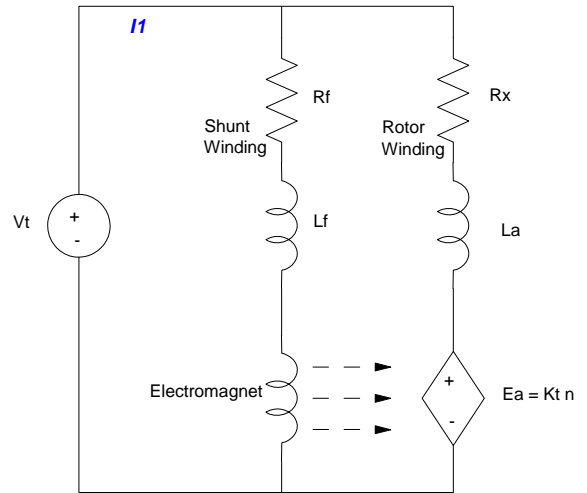 I1
Rf
Rx
Shunt
Winding
Rotor
Winding
Vt
+
-
Lf
La
Electromagnet
+
-
Ea = Kt n